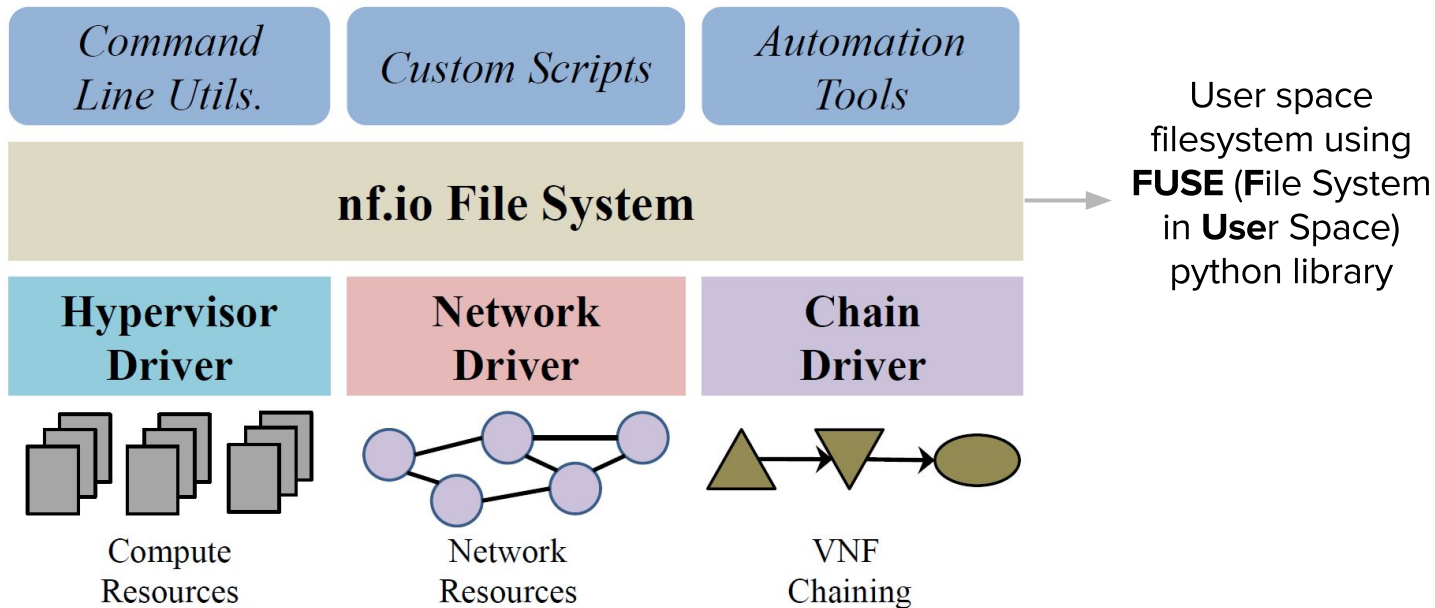 Command
Line Utils.
Custom Scripts
Automation
Tools
nf.io File System
User space
filesystem using
FUSE (File System
in User Space)
python library
Hypervisor
Driver
Network
Driver
Chain
Driver
Compute
Resources
Network
Resources
VNF
Chaining